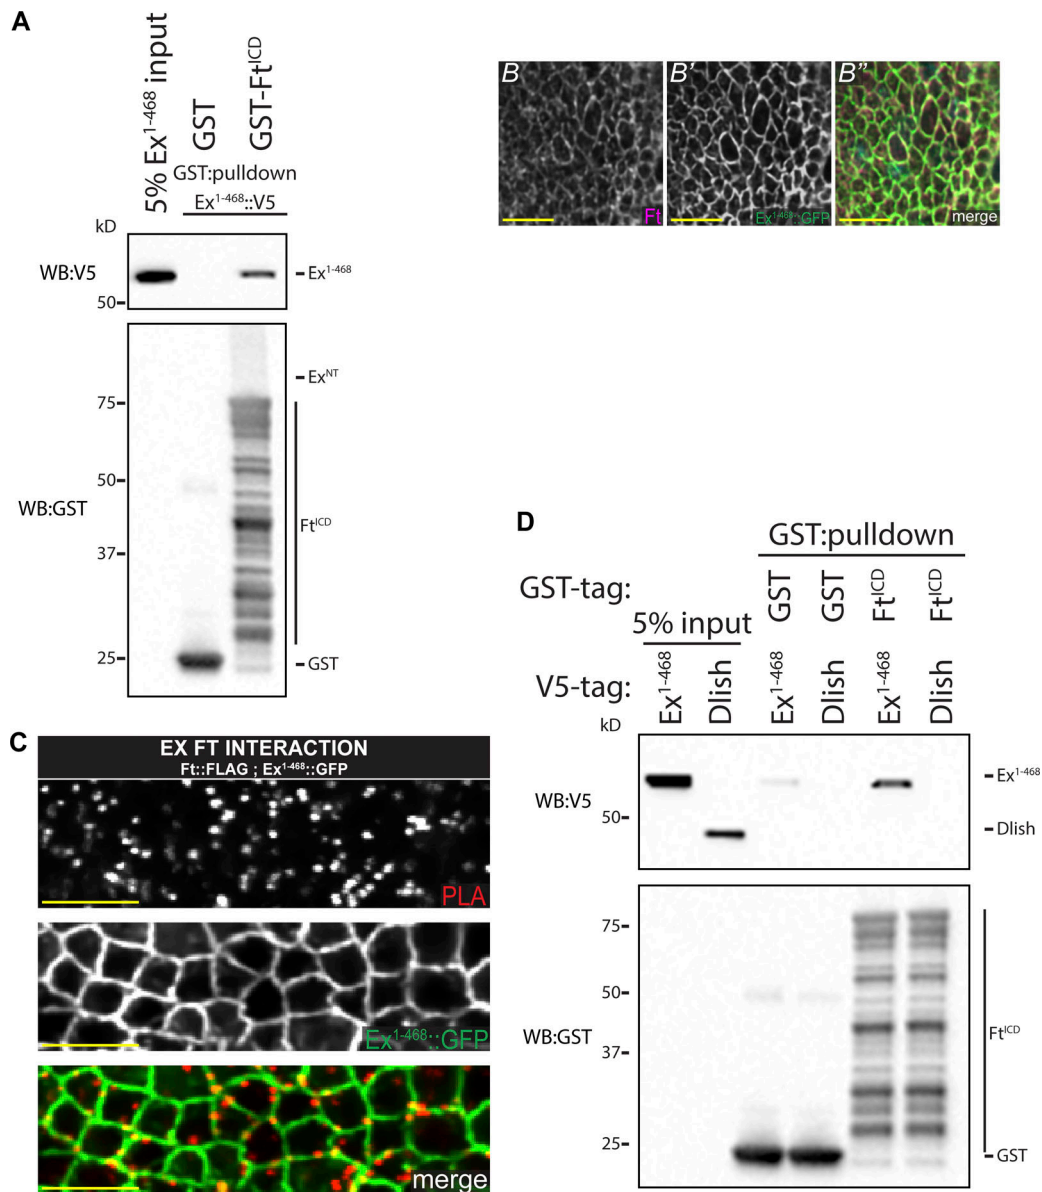 A
5% Ex¹⁻⁴⁶⁸ input
GST
GST-Ftᴵᶜᴰ
GST:pulldown
Ex¹⁻⁴⁶⁸::V5
kD
WB:V5
Ex¹⁻⁴⁶⁸
50
Exᴺᵀ
75
50
WB:GST
Ftᴵᶜᴰ
37
25
GST
B
Ft
B'
Ex¹⁻⁴⁶⁸::GFP
B"
merge
C
EX FT INTERACTION
Ft::FLAG ; Ex¹⁻⁴⁶⁸::GFP
PLA
Ex¹⁻⁴⁶⁸::GFP
merge
D
GST:pulldown
GST-tag:
GST
GST
Ftᴵᶜᴰ
Ftᴵᶜᴰ
5% input
V5-tag:
Ex¹⁻⁴⁶⁸
Dlish
Ex¹⁻⁴⁶⁸
Dlish
Ex¹⁻⁴⁶⁸
Dlish
kD
WB:V5
Ex¹⁻⁴⁶⁸
50
Dlish
75
50
WB:GST
Ftᴵᶜᴰ
37
25
GST